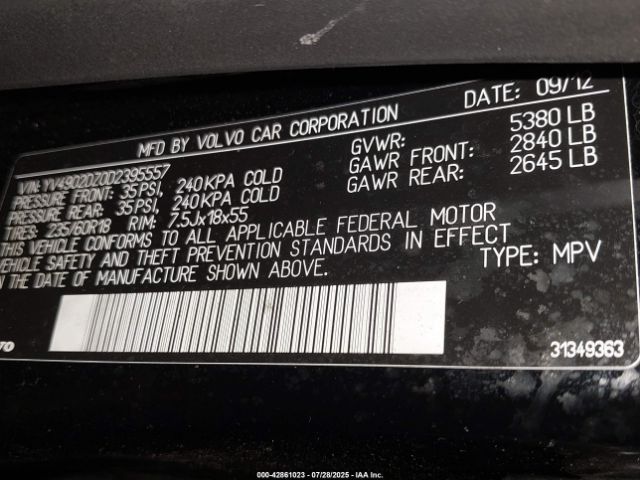 MFD BY VOLVO CAR CORPORATION DATE: 09/12
VIN: YV4902DZ0D2395557
PRESSURE FRONT: 35 PSI, 240 KPA COLD
PRESSURE REAR: 35 PSI, 240 KPA COLD
TIRES: 235/60R18 RIM: 7.5Jx18x55
GVWR: 5380 LB
GAWR FRONT: 2840 LB
GAWR REAR: 2645 LB
THIS VEHICLE CONFORMS TO ALL APPLICABLE FEDERAL MOTOR
VEHICLE SAFETY AND THEFT PREVENTION STANDARDS IN EFFECT
ON THE DATE OF MANUFACTURE SHOWN ABOVE.
TYPE: MPV
31349363
000-42861023 / 07/28/2025 / IAA Inc.